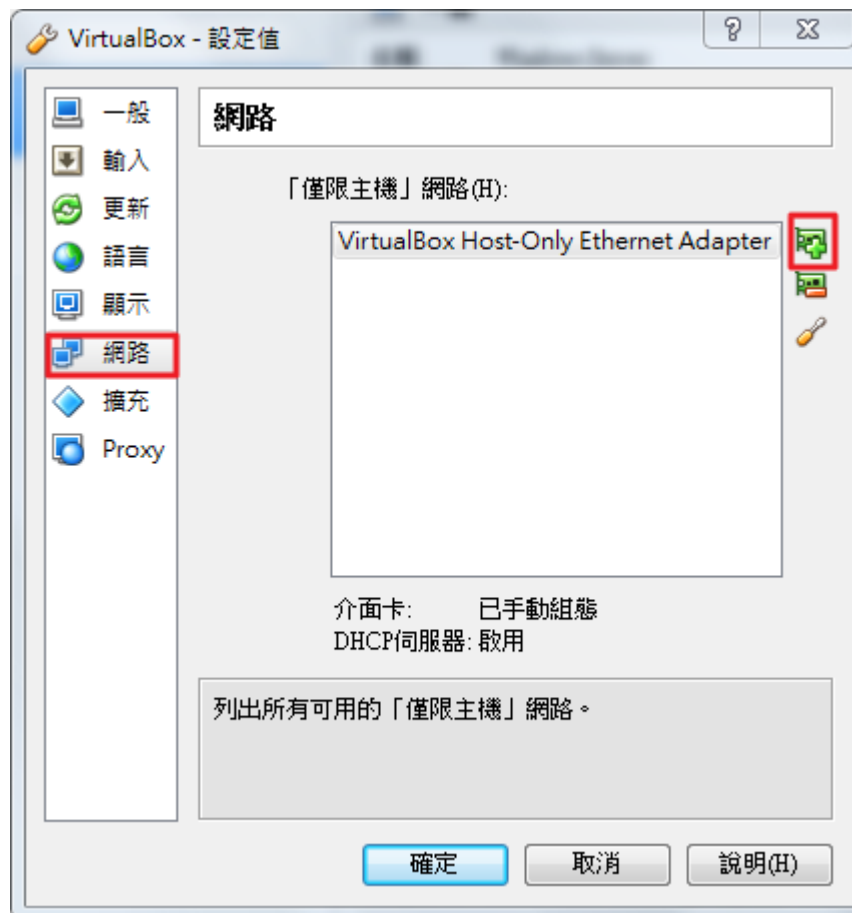 VirtualBox - 設定值
一般
輸入
更新
語言
顯示
網路
擴充
Proxy
網路
「僅限主機」網路(H):
VirtualBox Host-Only Ethernet Adapter
介面卡: 已手動組態
DHCP伺服器: 啟用
列出所有可用的「僅限主機」網路。
確定
取消
說明(H)